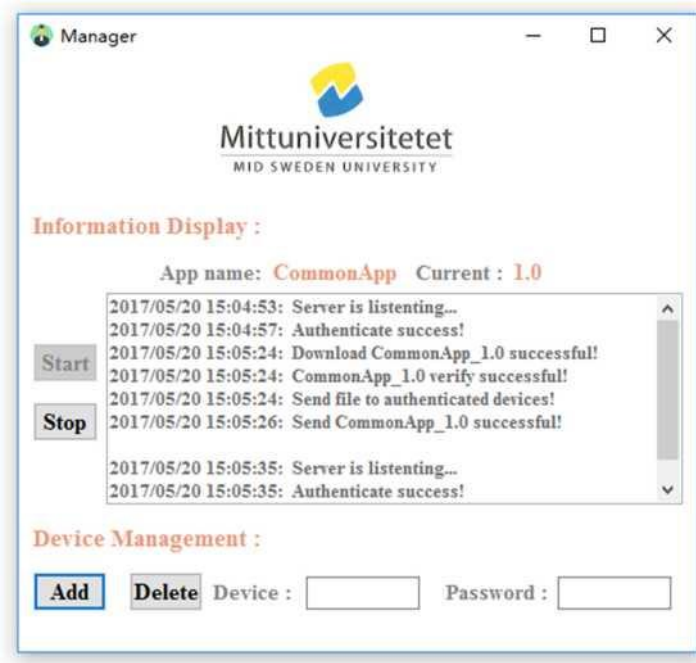 Manager
Mittuniversitetet
MID SWEDEN UNIVERSITY
Information Display :
App name: CommonApp Current : 1.0
2017/05/20 15:04:53: Server is listenting...
2017/05/20 15:04:57: Authenticate success!
Start
2017/05/20 15:05:24: Download CommonApp_1.0 successful!
2017/05/20 15:05:24: CommonApp_1.0 verify successful!
2017/05/20 15:05:24: Send file to authenticated devices!
Stop
2017/05/20 15:05:26: Send CommonApp_1.0 successful!
2017/05/20 15:05:35: Server is listenting...
2017/05/20 15:05:35: Authenticate success!
Device Management :
Add Delete Device : Password :